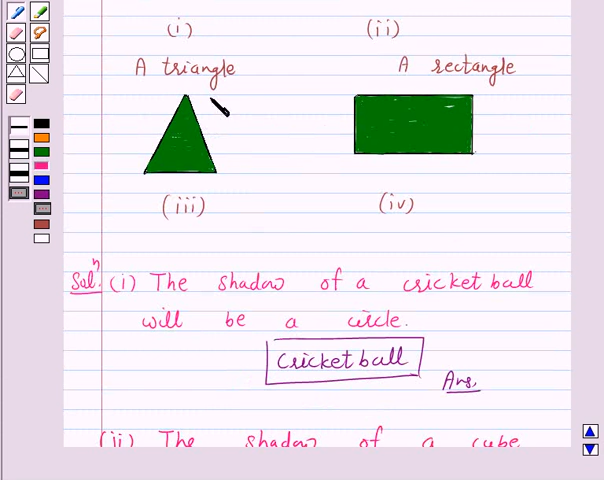 (i) (ii)
A triangle A rectangle
(iii) (iv)
Solⁿ. (i) The shadow of a cricket ball
will be a circle.
Cricket ball
Ans.
(ii) The shadow of a cube